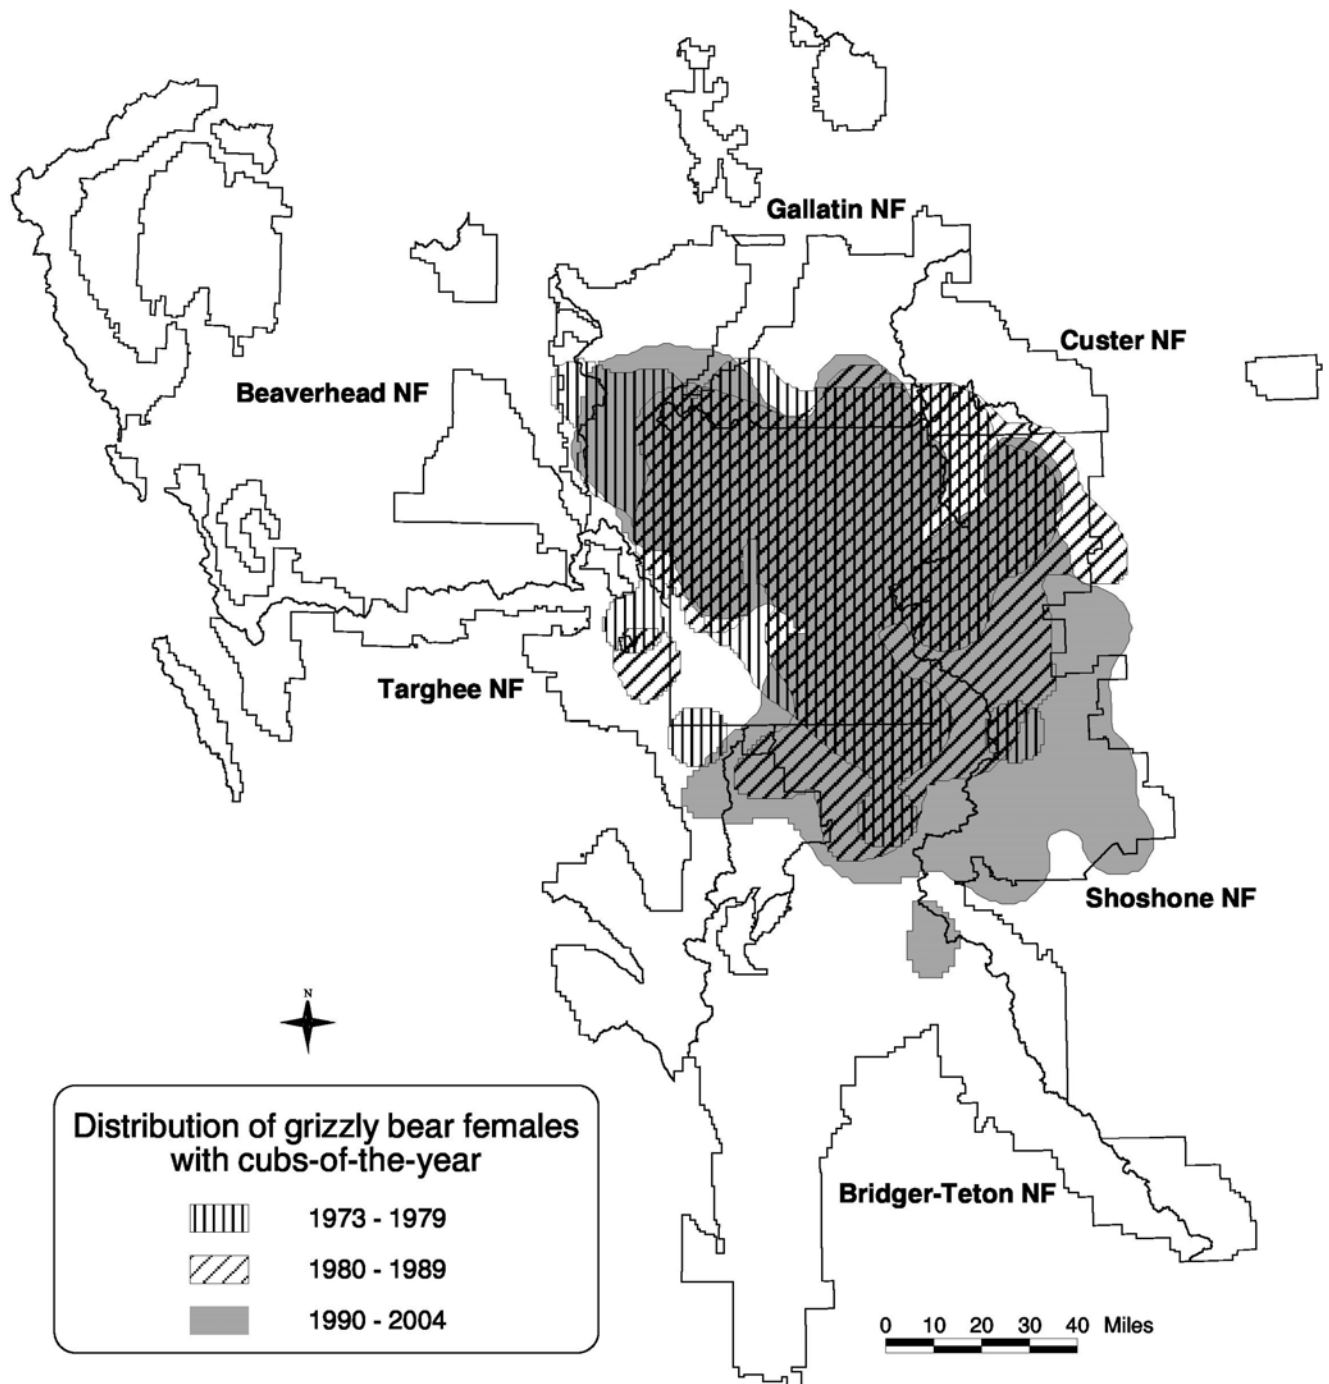 Gallatin NF
Custer NF
Beaverhead NF
Targhee NF
Shoshone NF
N
Bridger-Teton NF
Distribution of grizzly bear females
with cubs-of-the-year
1973 - 1979
1980 - 1989
1990 - 2004
0 10 20 30 40 Miles